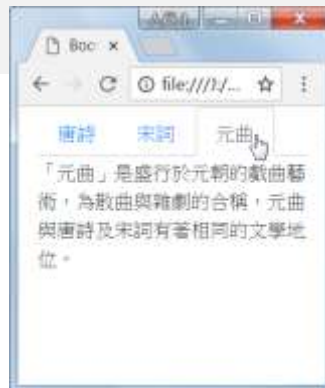 Boc
file:///I:/...
唐詩 宋詞 元曲
「元曲」是盛行於元朝的戲曲藝
術，為散曲與雜劇的合稱，元曲
與唐詩及宋詞有著相同的文學地
位。